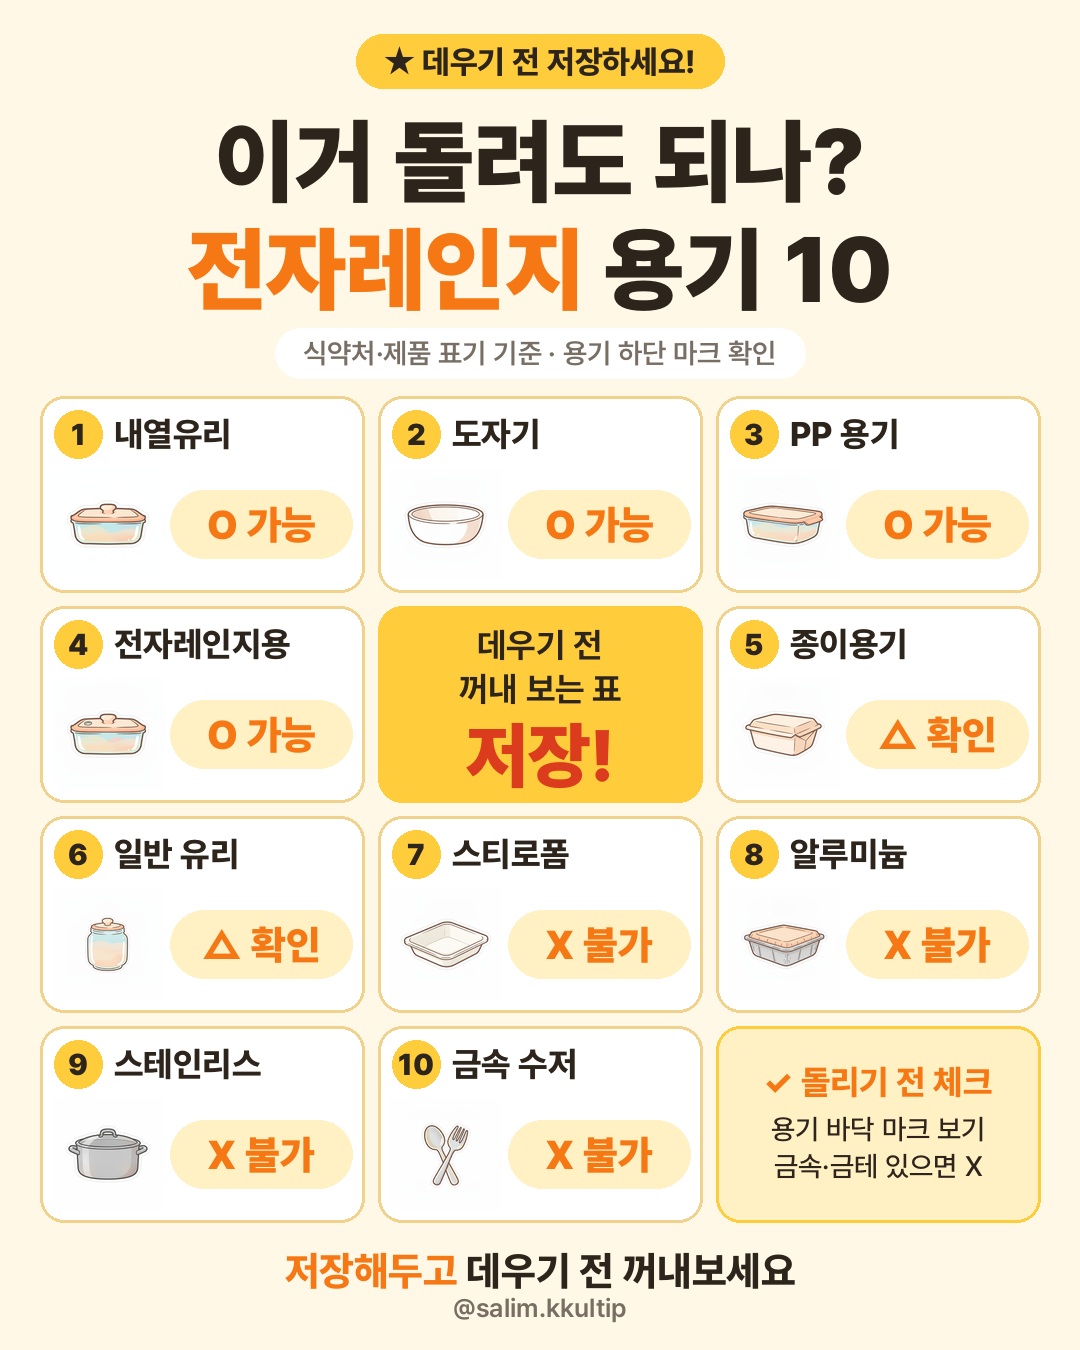 ★ 데우기 전 저장하세요!
이거 돌려도 되나?
전자레인지 용기 10
식약처·제품 표기 기준 · 용기 하단 마크 확인
1 내열유리
O 가능
2 도자기
O 가능
3 PP 용기
O 가능
4 전자레인지용
O 가능
데우기 전
꺼내 보는 표
저장!
5 종이용기
△ 확인
6 일반 유리
△ 확인
7 스티로폼
X 불가
8 알루미늄
X 불가
9 스테인리스
X 불가
10 금속 수저
X 불가
✓ 돌리기 전 체크
용기 바닥 마크 보기
금속·금테 있으면 X
저장해두고 데우기 전 꺼내보세요
@salim.kkultip